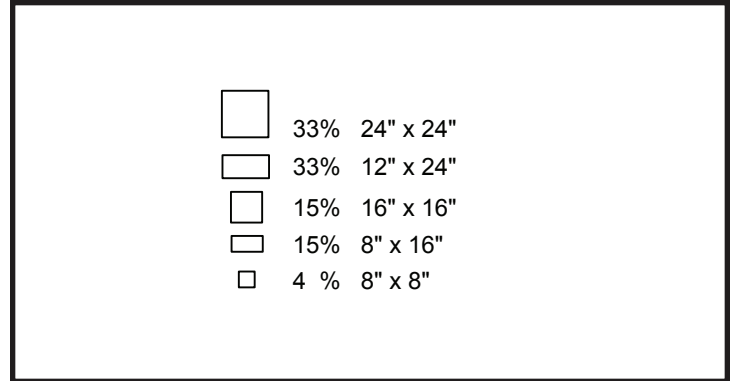 33% 24" x 24"
33% 12" x 24"
15% 16" x 16"
15% 8" x 16"
4 % 8" x 8"